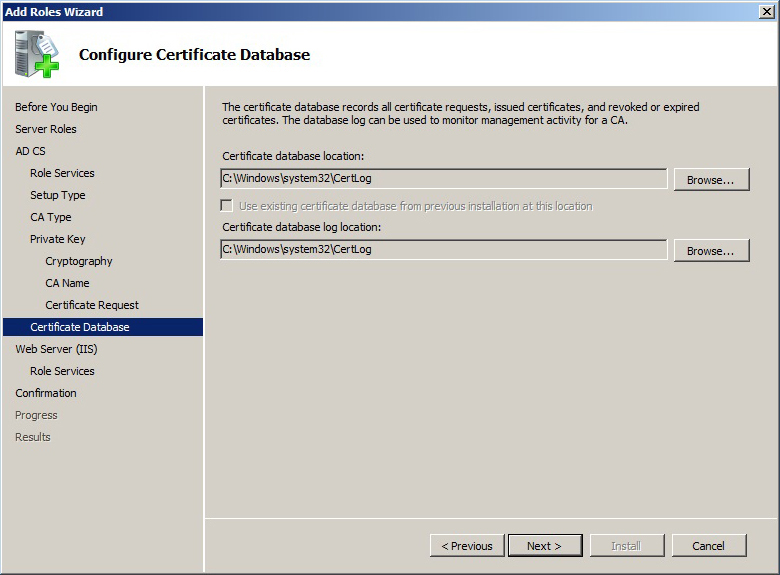 Add Roles Wizard
Configure Certificate Database
Before You Begin
Server Roles
AD CS
Role Services
Setup Type
CA Type
Private Key
Cryptography
CA Name
Certificate Request
Certificate Database
Web Server (IIS)
Role Services
Confirmation
Progress
Results
The certificate database records all certificate requests, issued certificates, and revoked or expired
certificates. The database log can be used to monitor management activity for a CA.
Certificate database location:
C:\Windows\system32\CertLog
Browse...
Use existing certificate database from previous installation at this location
Certificate database log location:
C:\Windows\system32\CertLog
Browse...
< Previous
Next >
Install
Cancel